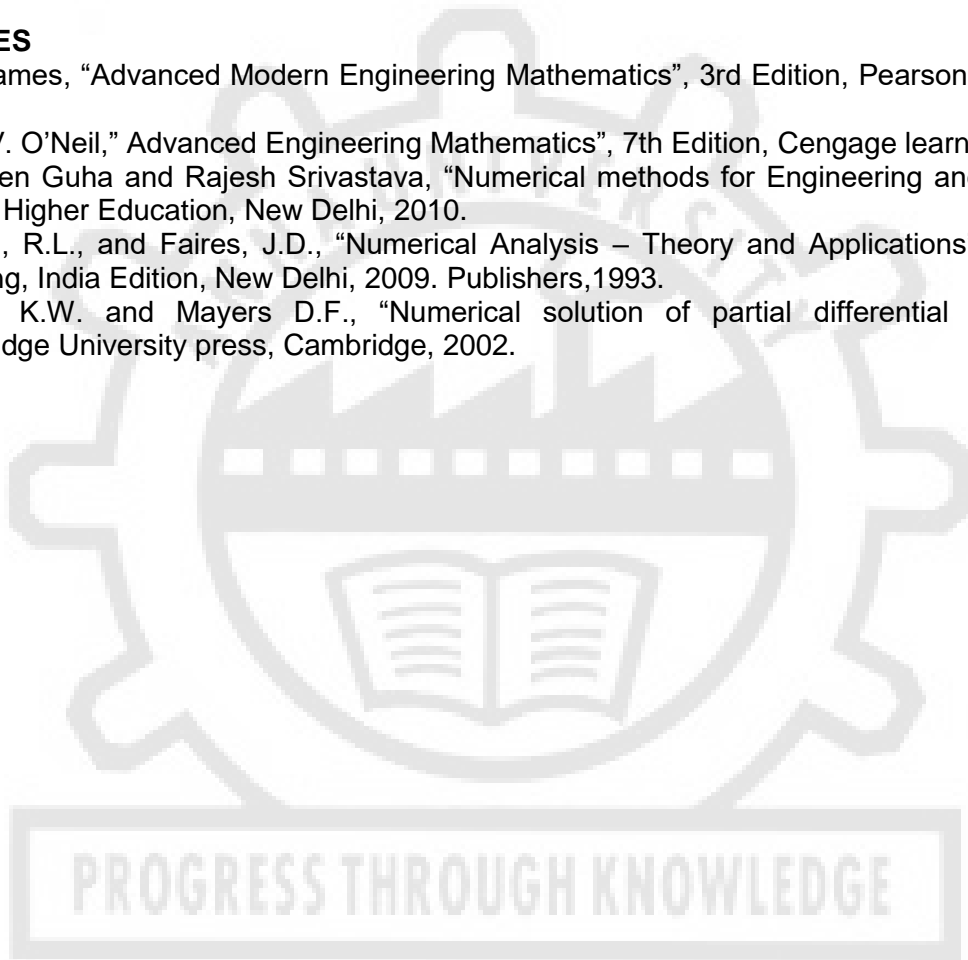 ES
ames, “Advanced Modern Engineering Mathematics”, 3rd Edition, Pearson
V. O’Neil,” Advanced Engineering Mathematics”, 7th Edition, Cengage learn
en Guha and Rajesh Srivastava, “Numerical methods for Engineering an
Higher Education, New Delhi, 2010.
, R.L., and Faires, J.D., “Numerical Analysis – Theory and Applications
ng, India Edition, New Delhi, 2009. Publishers,1993.
K.W. and Mayers D.F., “Numerical solution of partial differential
dge University press, Cambridge, 2002.
UNIVERSITY
PROGRESS THROUGH KNOWLEDGE